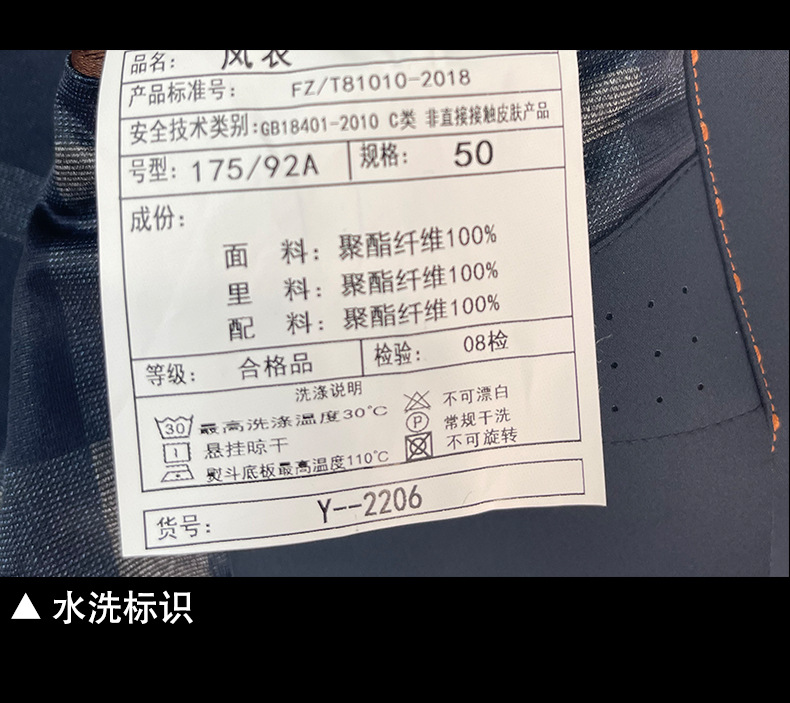 品名： 风衣
产品标准号： FZ/T81010-2018
安全技术类别:GB18401-2010 C类 非直接接触皮肤产品
号型: 175/92A 规格: 50
成份:
面 料: 聚酯纤维100%
里 料: 聚酯纤维100%
配 料: 聚酯纤维100%
等级: 合格品 检验: 08检
洗涤说明
30 最高洗涤温度30℃ 不可漂白
悬挂晾干 P 常规干洗
熨斗底板最高温度110℃ 不可旋转
货号: Y--2206
▲ 水洗标识